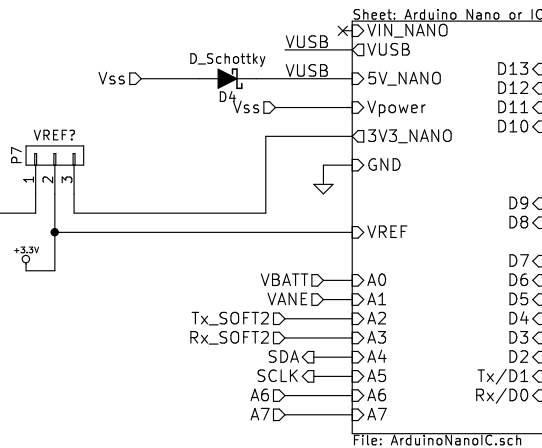 Sheet: Arduino Nano or IC
VIN_NANO
VUSB
VUSB
D_Schottky
VUSB
Vss
5V_NANO
D13
D4
D12
Vss
Vpower
D11
D10
VREF?
3V3_NANO
P7
GND
1 2 3
D9
D8
VREF
+3.3V
D7
VBATT
A0
D6
VANE
A1
D5
Tx_SOFT2
A2
D4
Rx_SOFT2
A3
D3
SDA
A4
D2
SCLK
A5
Tx/D1
A6
A6
Rx/D0
A7
A7
File: ArduinoNanoIC.sch